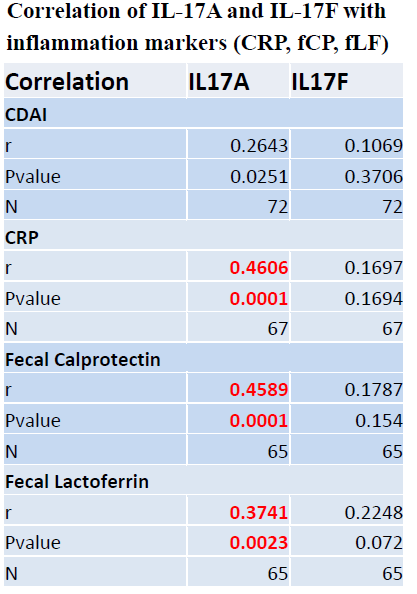 Correlation of IL-17A and IL-17F with
inflammation markers (CRP, fCP, fLF)
Correlation IL17A IL17F
CDAI
r 0.2643 0.1069
Pvalue 0.0251 0.3706
N 72 72
CRP
r 0.4606 0.1697
Pvalue 0.0001 0.1694
N 67 67
Fecal Calprotectin
r 0.4589 0.1787
Pvalue 0.0001 0.154
N 65 65
Fecal Lactoferrin
r 0.3741 0.2248
Pvalue 0.0023 0.072
N 65 65